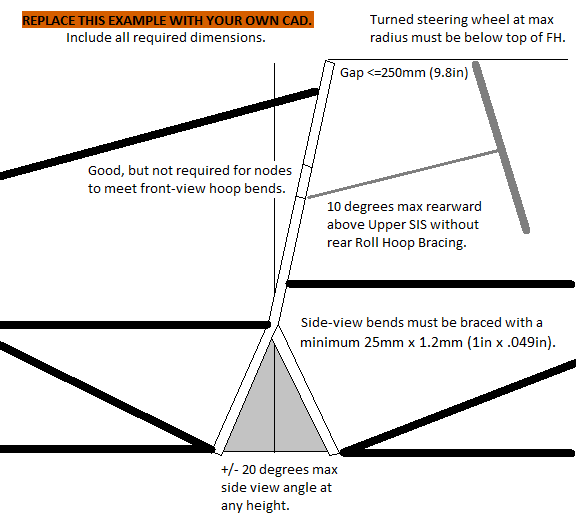 REPLACE THIS EXAMPLE WITH YOUR OWN CAD.
Include all required dimensions.
Turned steering wheel at max
radius must be below top of FH.
Gap <=250mm (9.8in)
Good, but not required for nodes
to meet front-view hoop bends.
10 degrees max rearward
above Upper SIS without
rear Roll Hoop Bracing.
Side-view bends must be braced with a
minimum 25mm x 1.2mm (1in x .049in).
+/- 20 degrees max
side view angle at
any height.